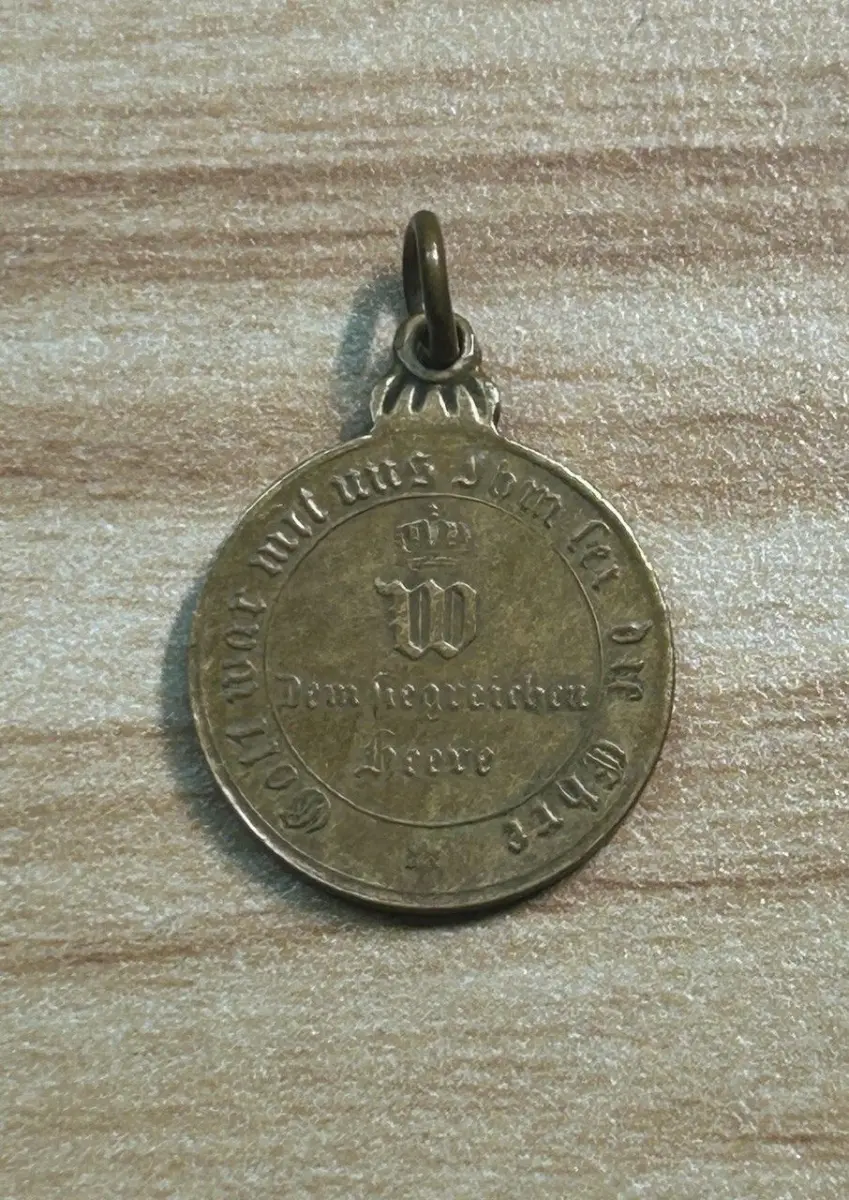 Gott war mit uns Ihm sei die Ehre
W
Dem siegreichen
Heere